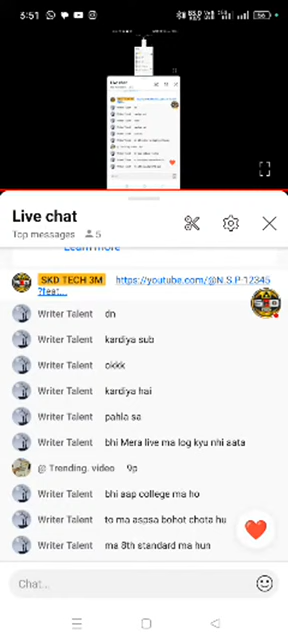 5:51
56
Live chat
Top messages 5
Learn more
SKD TECH 3M https://youtube.com/@N.S.P-12345
?feat...
Writer Talent dn
Writer Talent kardiya sub
Writer Talent okkk
Writer Talent kardiya hai
Writer Talent pahla sa
Writer Talent bhi Mera live ma log kyu nhi aata
@ Trending. video 9p
Writer Talent bhi aap college ma ho
Writer Talent to ma aspsa bohot chota hu
Writer Talent ma 8th standard ma hun
Chat...